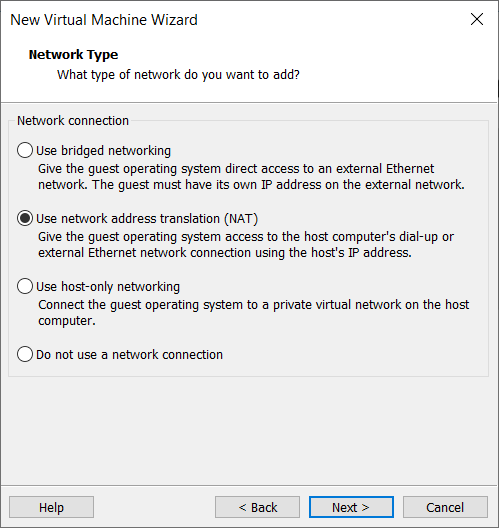 New Virtual Machine Wizard
Network Type
What type of network do you want to add?
Network connection
Use bridged networking
Give the guest operating system direct access to an external Ethernet
network. The guest must have its own IP address on the external network.
Use network address translation (NAT)
Give the guest operating system access to the host computer's dial-up or
external Ethernet network connection using the host's IP address.
Use host-only networking
Connect the guest operating system to a private virtual network on the host
computer.
Do not use a network connection
Help
< Back
Next >
Cancel